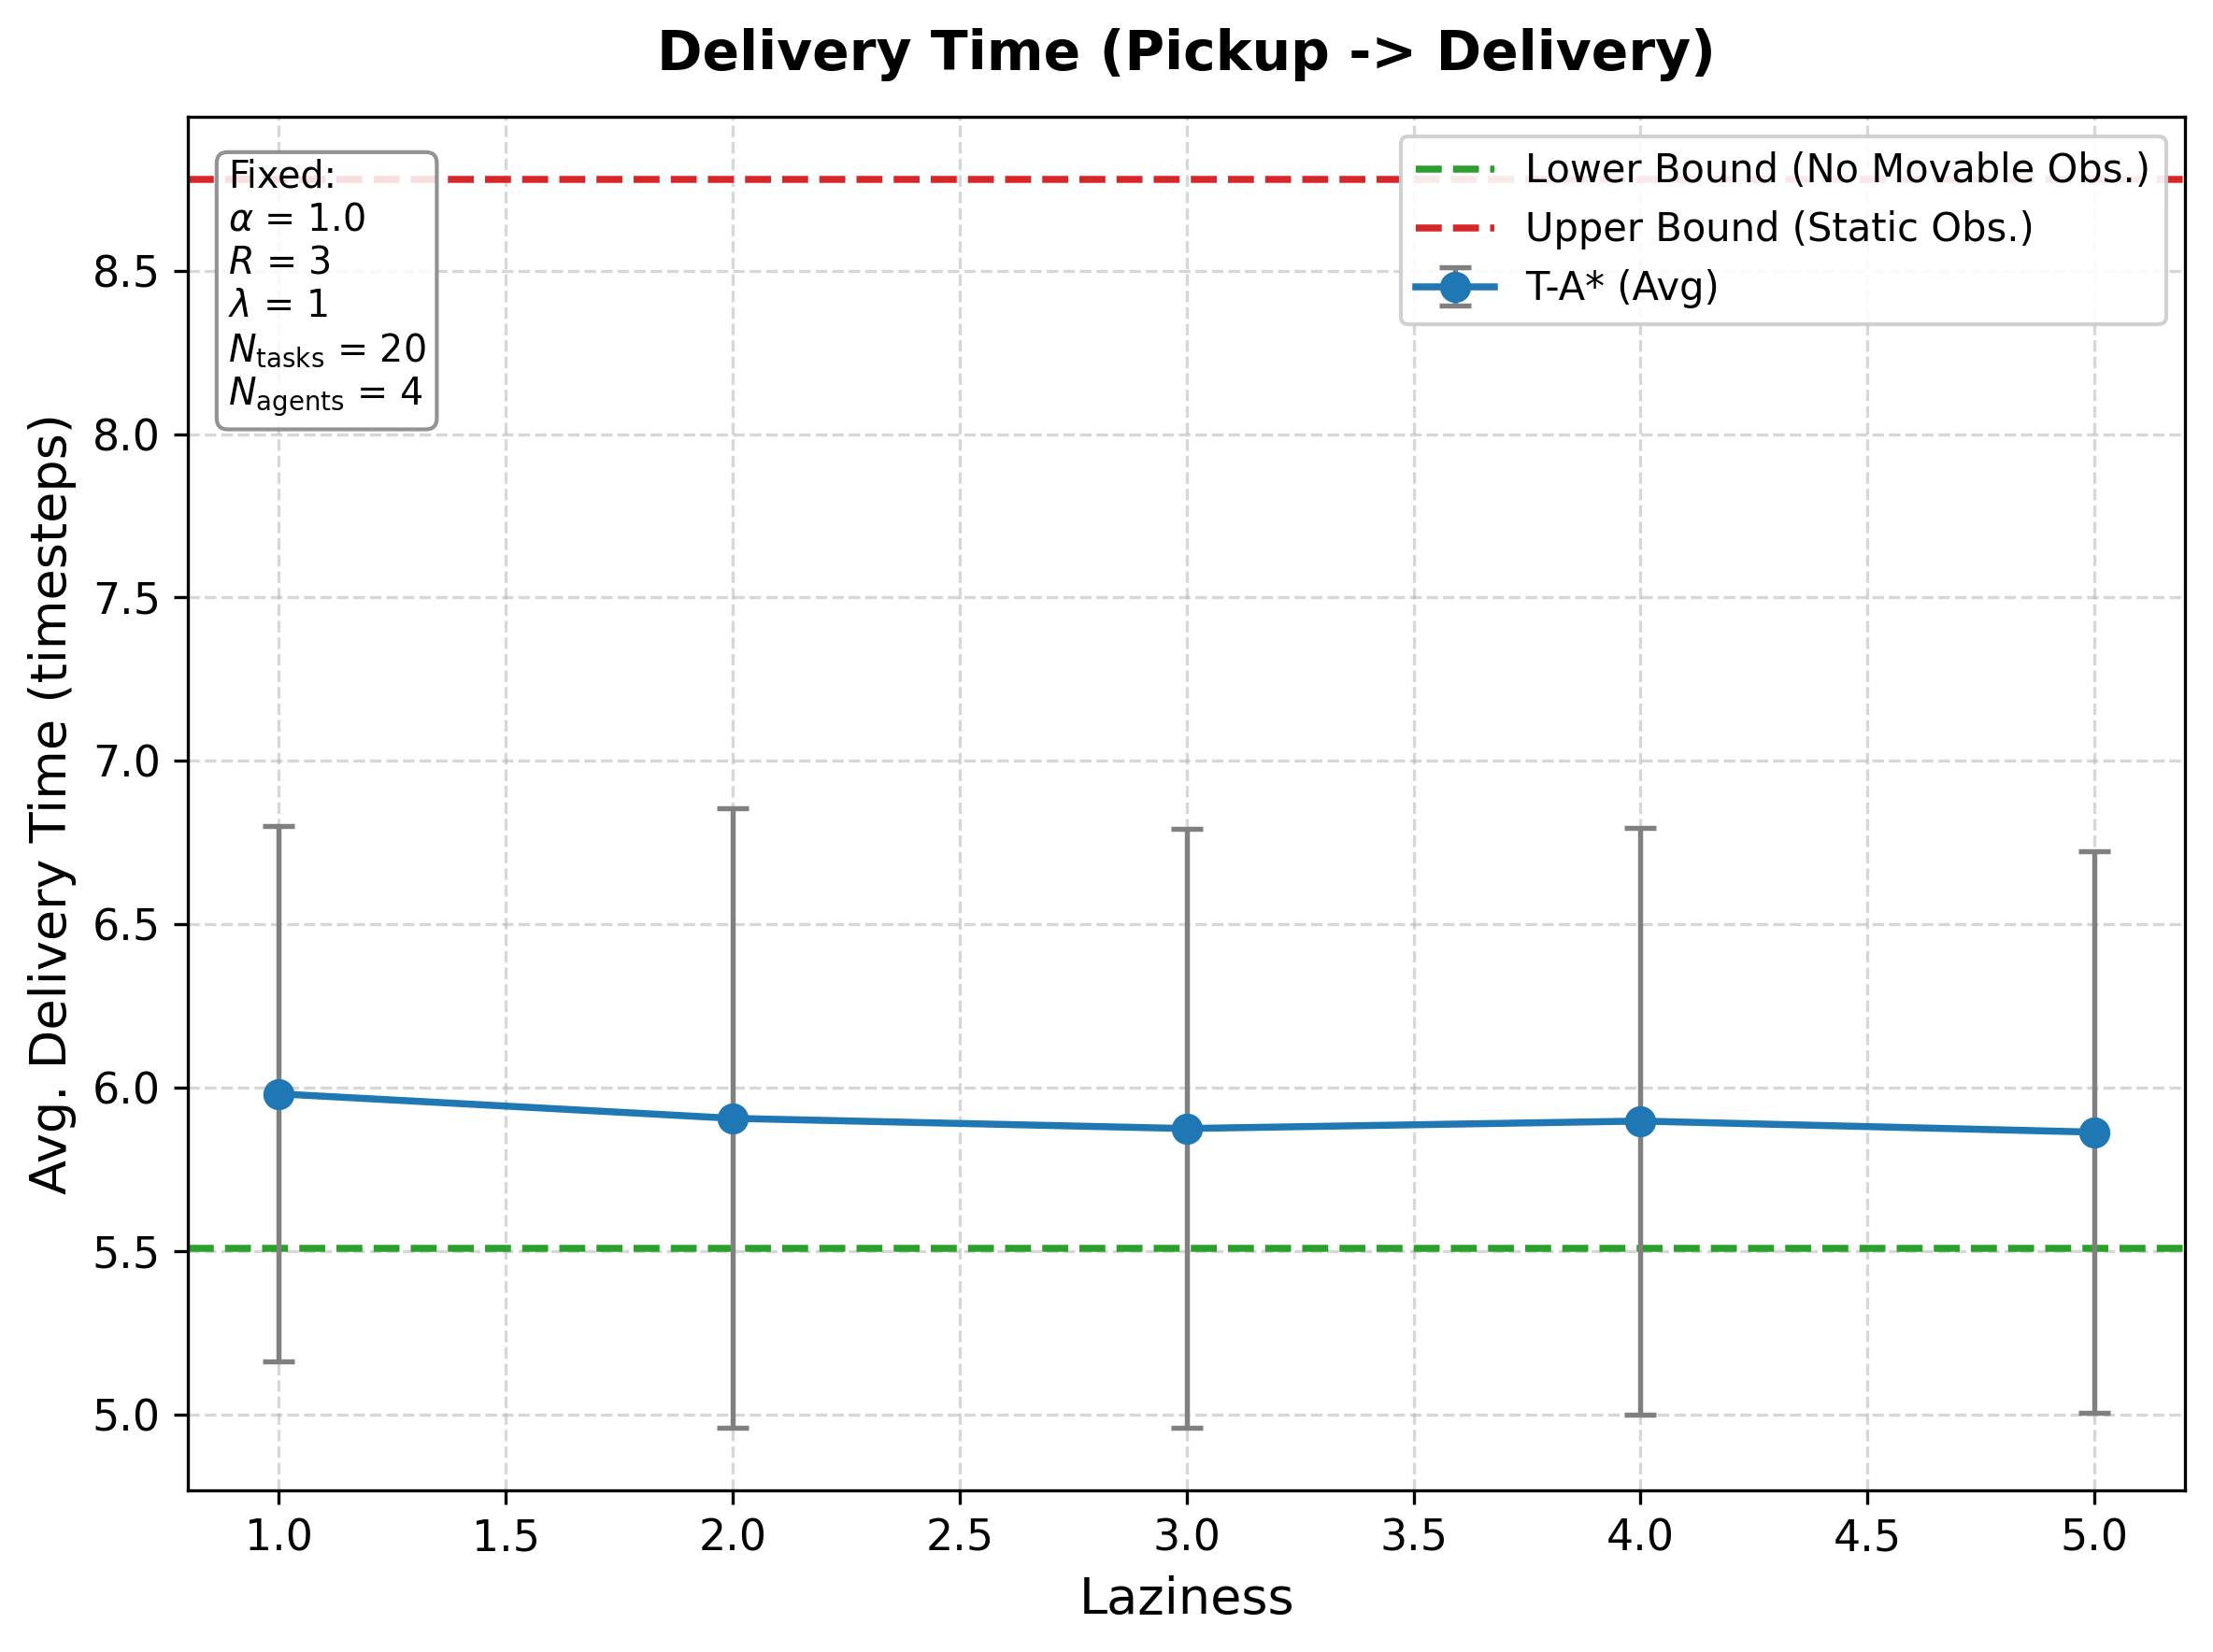 Delivery Time (Pickup -> Delivery)
Fixed:
α = 1.0
R = 3
λ = 1
N_tasks = 20
N_agents = 4
Lower Bound (No Movable Obs.)
Upper Bound (Static Obs.)
T-A* (Avg)
Avg. Delivery Time (timesteps)
8.5
8.0
7.5
7.0
6.5
6.0
5.5
5.0
1.0 1.5 2.0 2.5 3.0 3.5 4.0 4.5 5.0
Laziness